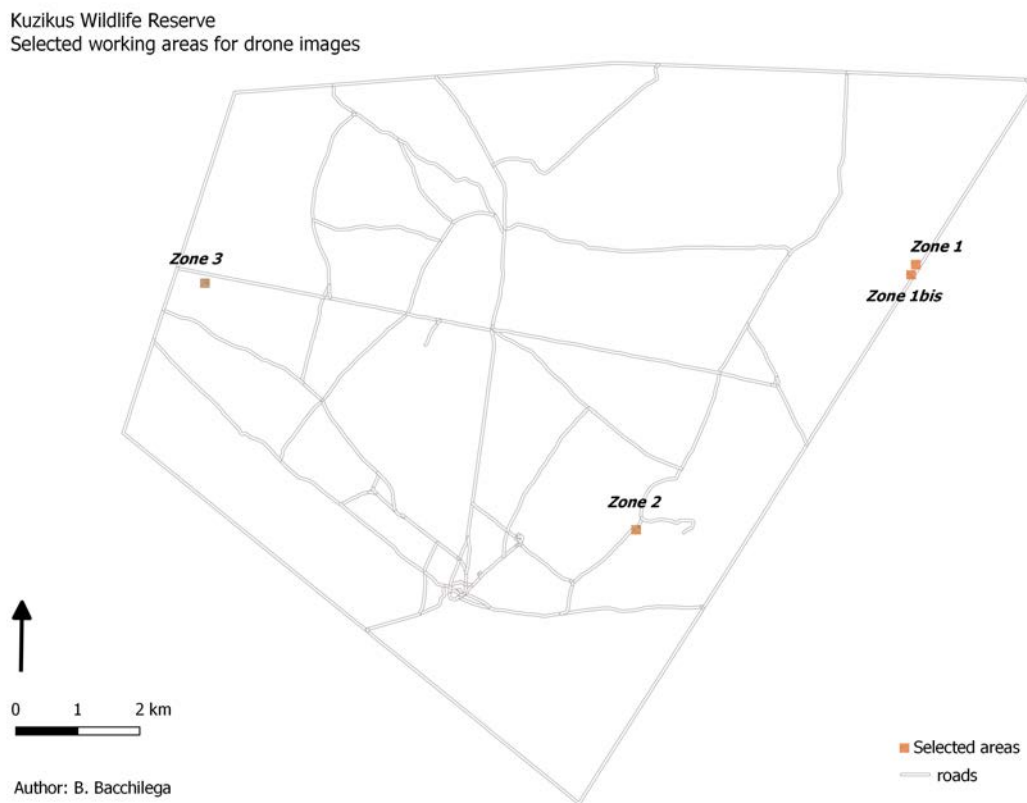 Kuzikus Wildlife Reserve
Selected working areas for drone images
Zone 1
Zone 3
Zone 1bis
Zone 2
0 1 2 km
Selected areas
roads
Author: B. Bacchilega